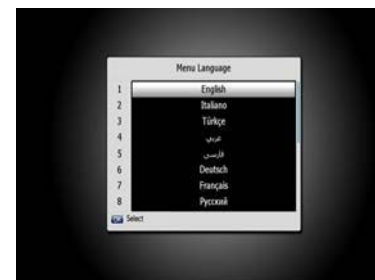 Menu Language
1 English
2 Italiano
3 Türkçe
4 عربي
5 فارسی
6 Deutsch
7 Français
8 Русский
OK Select